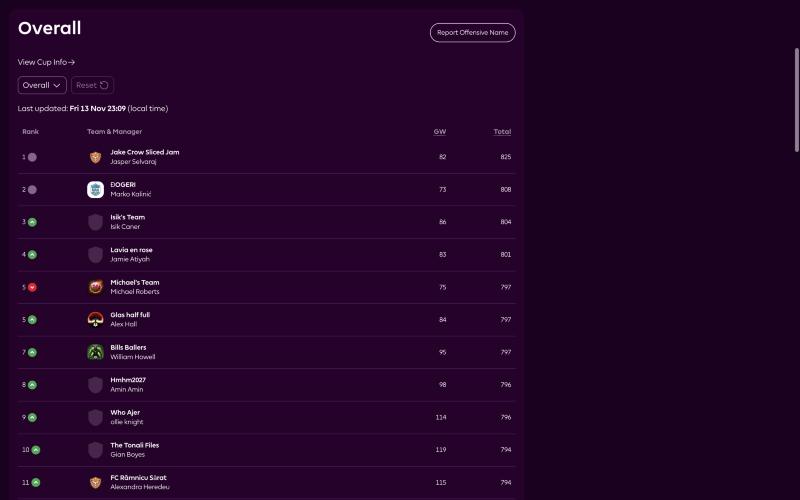 Overall
Report Offensive Name
View Cup Info→
Overall
Reset
Last updated: Fri 13 Nov 23:09 (local time)
Rank Team & Manager GW Total
1 Jake Crow Sliced Jam 82 825
Jasper Selvaraj
2 ĐOGERI 73 808
Marko Kalinić
3 Isik's Team 86 804
Isik Caner
4 Lavia en rose 83 801
Jamie Atiyah
5 Michael's Team 75 797
Michael Roberts
5 Glas half full 84 797
Alex Hall
7 Bills Ballers 95 797
William Howell
8 Hmhm2027 98 796
Amin Amin
9 Who Ajer 114 796
ollie knight
10 The Tonali Files 119 794
Gian Boyes
11 FC Râmnicu Sărat 115 794
Alexandra Heredeu